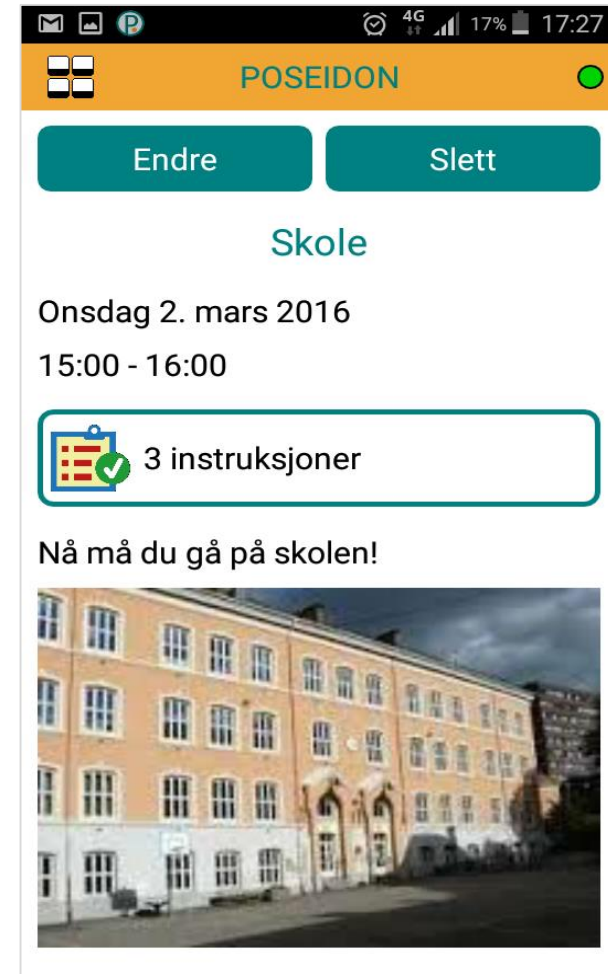 4G 17% 17:27
POSEIDON
Endre Slett
Skole
Onsdag 2. mars 2016
15:00 - 16:00
3 instruksjoner
Nå må du gå på skolen!